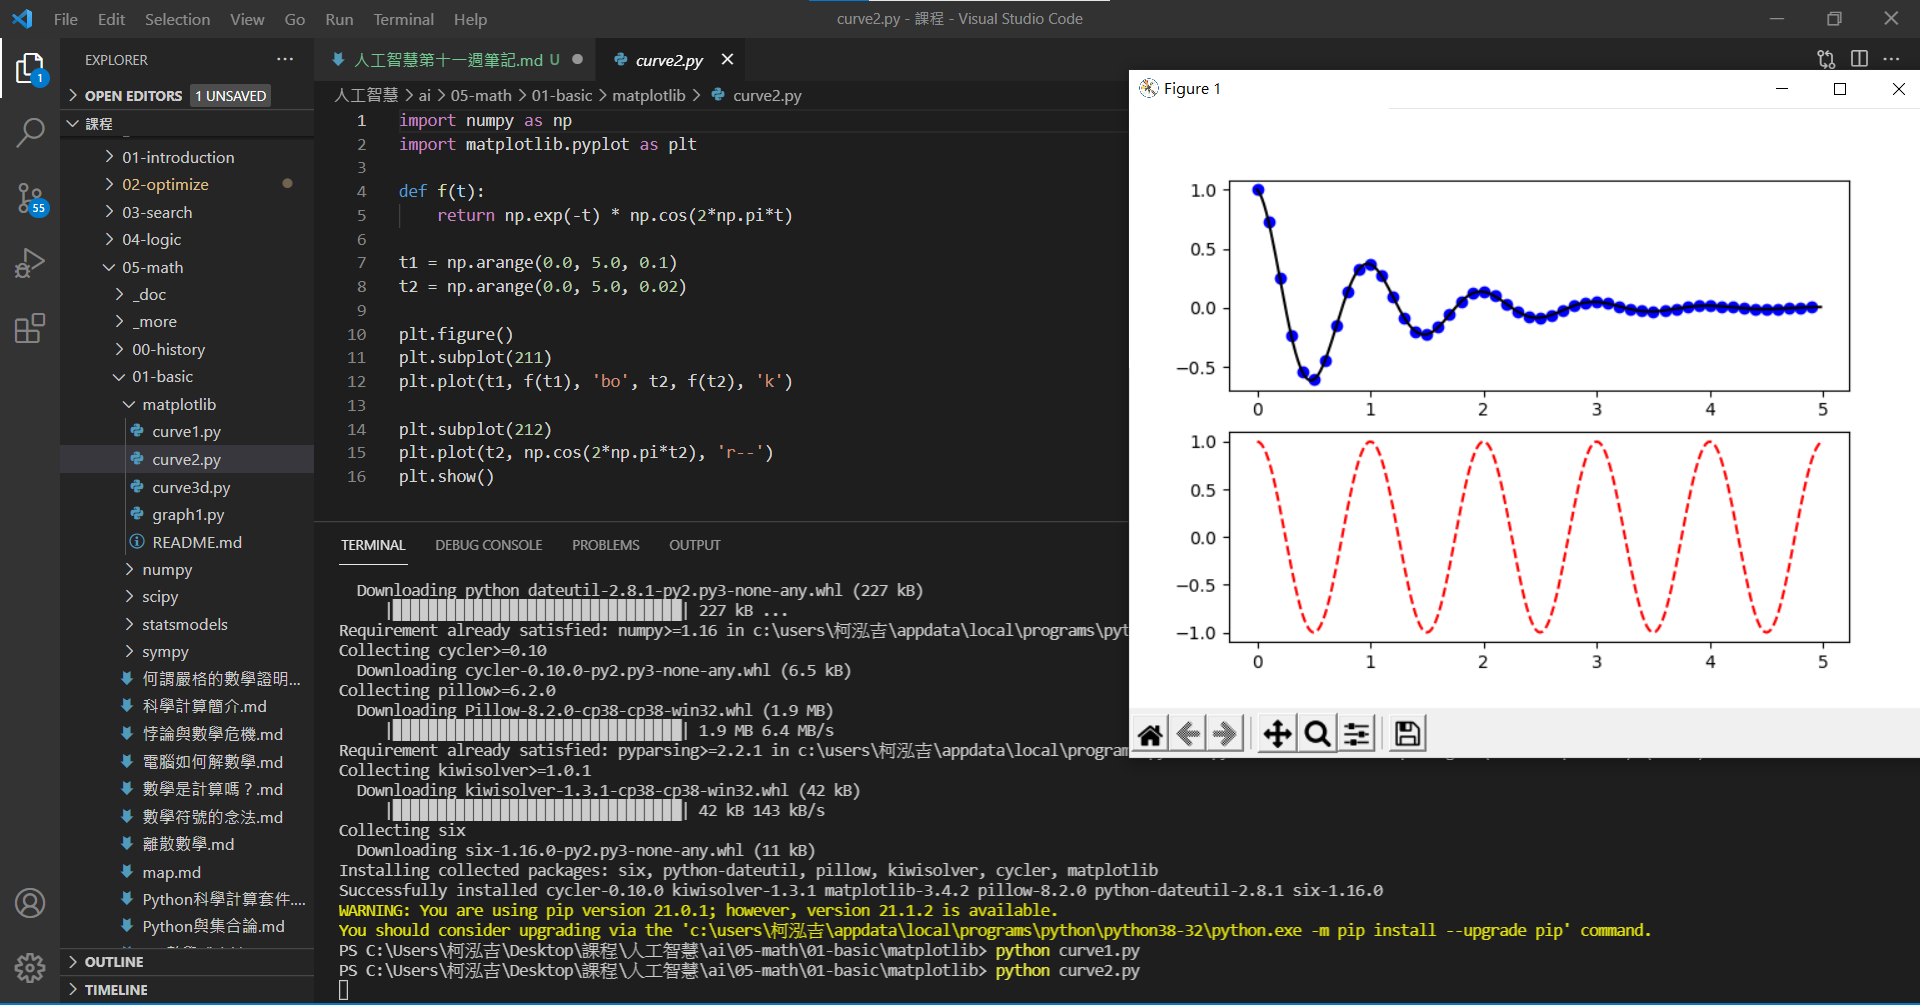 File Edit Selection View Go Run Terminal Help
curve2.py - 課程 - Visual Studio Code
EXPLORER
OPEN EDITORS 1 UNSAVED
課程
01-introduction
02-optimize
03-search
04-logic
05-math
_doc
_more
00-history
01-basic
matplotlib
curve1.py
curve2.py
curve3d.py
graph1.py
README.md
numpy
scipy
statsmodels
sympy
何謂嚴格的數學證明...
科學計算簡介.md
悖論與數學危機.md
電腦如何解數學.md
數學是計算嗎？.md
數學符號的念法.md
離散數學.md
map.md
Python科學計算套件....
Python與集合論.md
OUTLINE
TIMELINE
1
55
人工智慧第十一週筆記.md U
curve2.py
人工智慧 > ai > 05-math > 01-basic > matplotlib > curve2.py
1 import numpy as np
2 import matplotlib.pyplot as plt
3
4 def f(t):
5 return np.exp(-t) * np.cos(2*np.pi*t)
6
7 t1 = np.arange(0.0, 5.0, 0.1)
8 t2 = np.arange(0.0, 5.0, 0.02)
9
10 plt.figure()
11 plt.subplot(211)
12 plt.plot(t1, f(t1), 'bo', t2, f(t2), 'k')
13
14 plt.subplot(212)
15 plt.plot(t2, np.cos(2*np.pi*t2), 'r--')
16 plt.show()
TERMINAL DEBUG CONSOLE PROBLEMS OUTPUT
Downloading python_dateutil-2.8.1-py2.py3-none-any.whl (227 kB)
| 227 kB ...
Requirement already satisfied: numpy>=1.16 in c:\users\柯泓吉\appdata\local\programs\pyt
Collecting cycler>=0.10
Downloading cycler-0.10.0-py2.py3-none-any.whl (6.5 kB)
Collecting pillow>=6.2.0
Downloading Pillow-8.2.0-cp38-cp38-win32.whl (1.9 MB)
| 1.9 MB 6.4 MB/s
Requirement already satisfied: pyparsing>=2.2.1 in c:\users\柯泓吉\appdata\local\program
Collecting kiwisolver>=1.0.1
Downloading kiwisolver-1.3.1-cp38-cp38-win32.whl (42 kB)
| 42 kB 143 kB/s
Collecting six
Downloading six-1.16.0-py2.py3-none-any.whl (11 kB)
Installing collected packages: six, python-dateutil, pillow, kiwisolver, cycler, matplotlib
Successfully installed cycler-0.10.0 kiwisolver-1.3.1 matplotlib-3.4.2 pillow-8.2.0 python-dateutil-2.8.1 six-1.16.0
WARNING: You are using pip version 21.0.1; however, version 21.1.2 is available.
You should consider upgrading via the 'c:\users\柯泓吉\appdata\local\programs\python\python38-32\python.exe -m pip install --upgrade pip' command.
PS C:\Users\柯泓吉\Desktop\課程\人工智慧\ai\05-math\01-basic\matplotlib> python curve1.py
PS C:\Users\柯泓吉\Desktop\課程\人工智慧\ai\05-math\01-basic\matplotlib> python curve2.py
Figure 1
1.0
0.5
0.0
−0.5
0 1 2 3 4 5
1.0
0.5
0.0
−0.5
−1.0
0 1 2 3 4 5